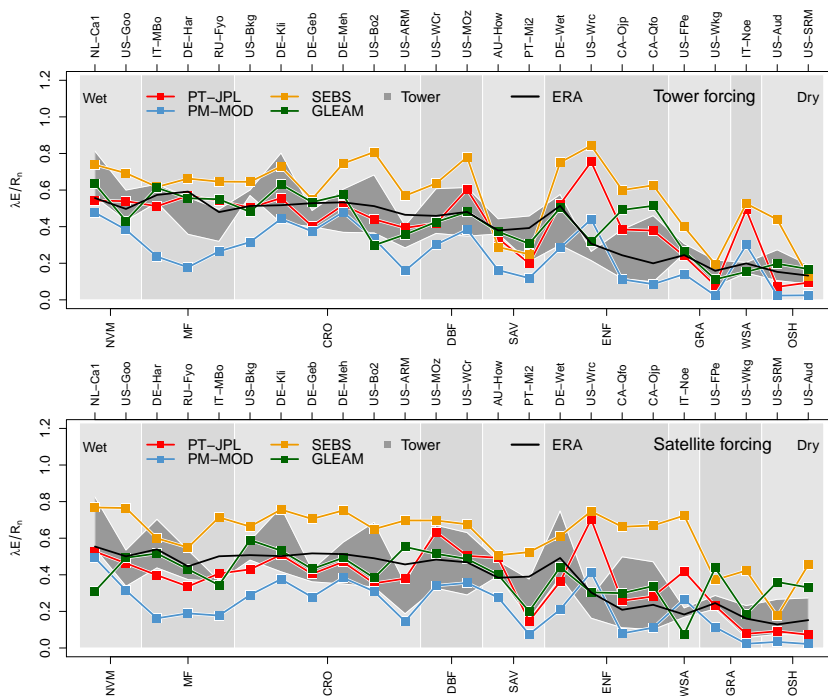 NL-Ca1 US-Goo IT-MBo DE-Har RU-Fyo US-Bkg DE-Kli DE-Geb DE-Meh US-Bo2 US-ARM US-WCr US-MOz AU-How PT-Mi2 DE-Wet US-Wrc CA-Ojp CA-Qfo US-FPe US-Wkg IT-Noe US-Aud US-SRM
Wet PT-JPL SEBS Tower ERA Tower forcing Dry
PM-MOD GLEAM
λE/Rn
1.2
1.0
0.8
0.6
0.4
0.2
0.0
NVM MF CRO DBF SAV ENF GRA WSA OSH
NL-Ca1 US-Goo DE-Har RU-Fyo IT-MBo US-Bkg DE-Kli DE-Geb DE-Meh US-Bo2 US-ARM US-MOz US-WCr AU-How PT-Mi2 DE-Wet US-Wrc CA-Qfo CA-Ojp IT-Noe US-FPe US-Wkg US-SRM US-Aud
Wet PT-JPL SEBS Tower ERA Satellite forcing Dry
PM-MOD GLEAM
λE/Rn
1.2
1.0
0.8
0.6
0.4
0.2
0.0
NVM MF CRO DBF SAV ENF WSA GRA OSH